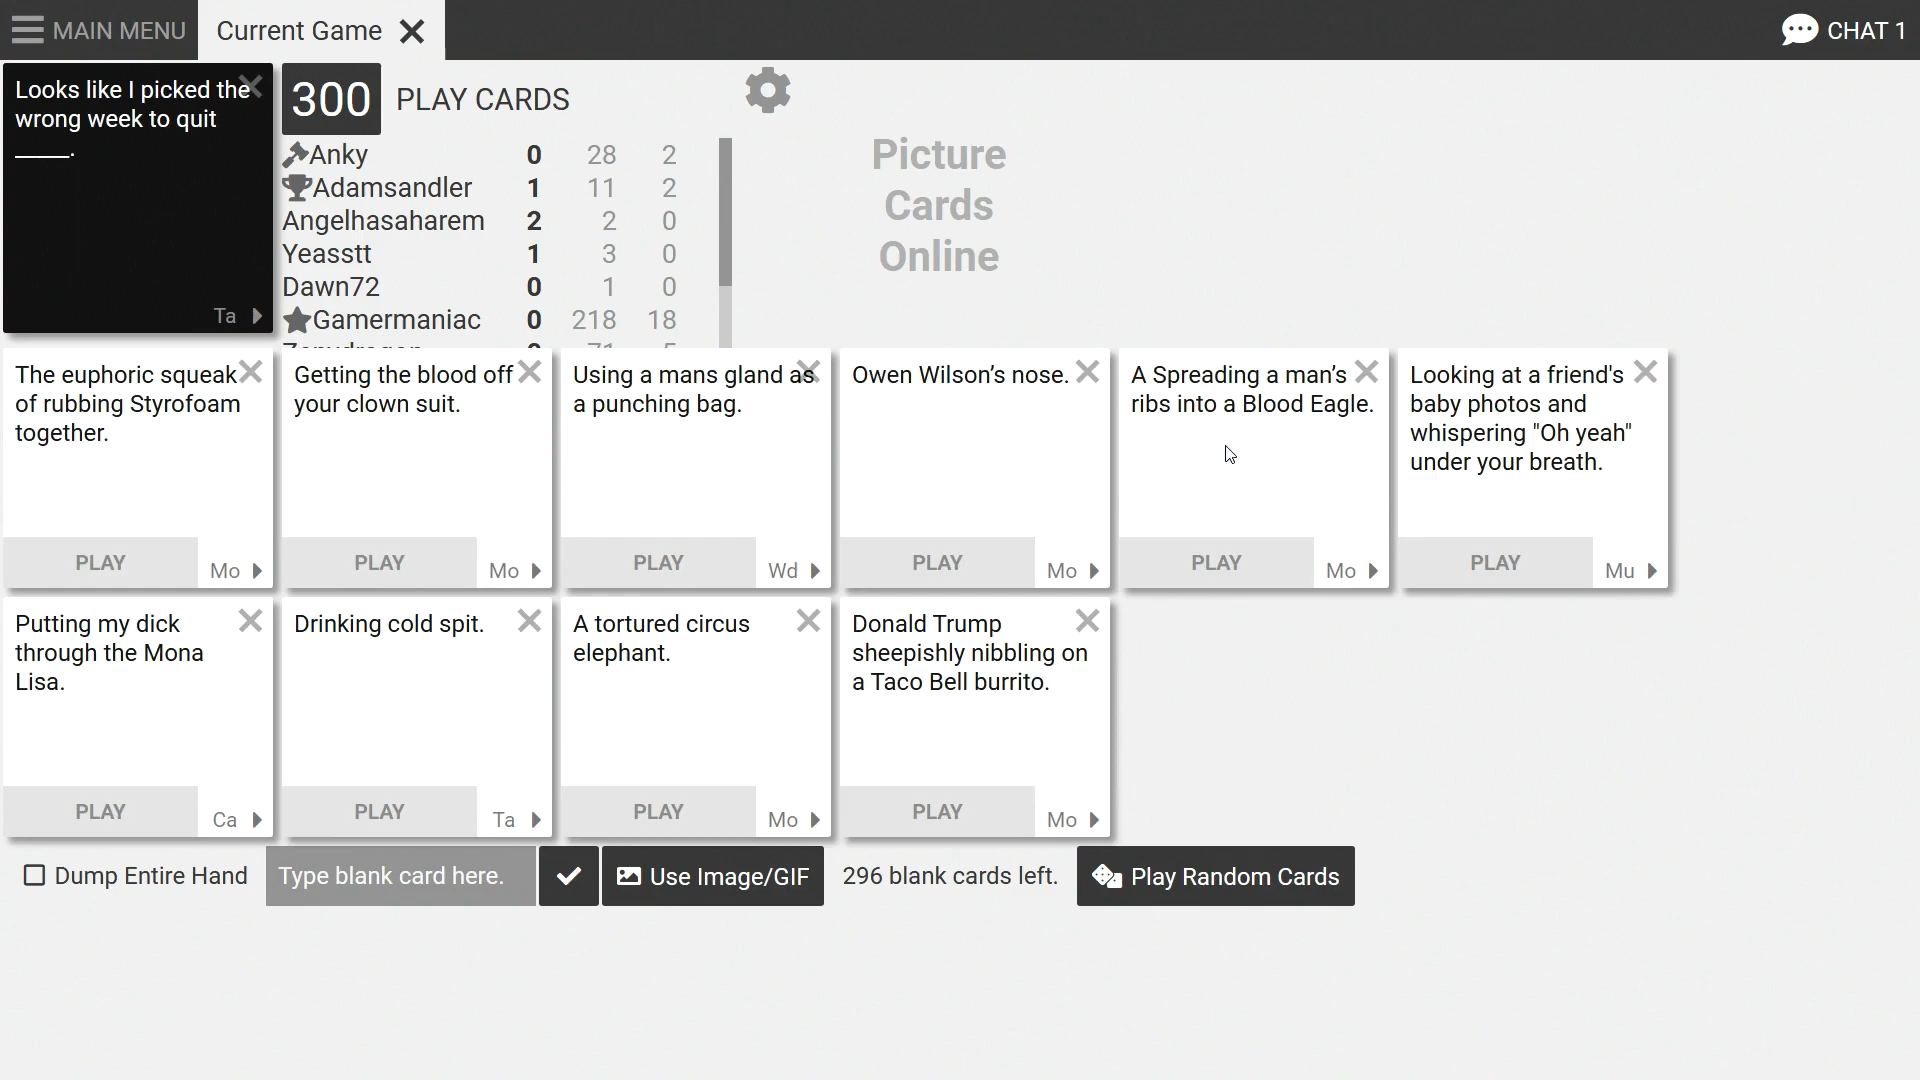 MAIN MENU
Current Game
CHAT 1
Looks like I picked the
wrong week to quit
_____.
Ta
300 PLAY CARDS
Anky 0 28 2
Adamsandler 1 11 2
Angelhasaharem 2 2 0
Yeasstt 1 3 0
Dawn72 0 1 0
Gamermaniac 0 218 18
Picture
Cards
Online
The euphoric squeak
of rubbing Styrofoam
together.
PLAY
Mo
Getting the blood off
your clown suit.
PLAY
Mo
Using a mans gland as
a punching bag.
PLAY
Wd
Owen Wilson’s nose.
PLAY
Mo
A Spreading a man’s
ribs into a Blood Eagle.
PLAY
Mo
Looking at a friend's
baby photos and
whispering "Oh yeah"
under your breath.
PLAY
Mu
Putting my dick
through the Mona
Lisa.
PLAY
Ca
Drinking cold spit.
PLAY
Ta
A tortured circus
elephant.
PLAY
Mo
Donald Trump
sheepishly nibbling on
a Taco Bell burrito.
PLAY
Mo
Dump Entire Hand
Type blank card here.
Use Image/GIF
296 blank cards left.
Play Random Cards